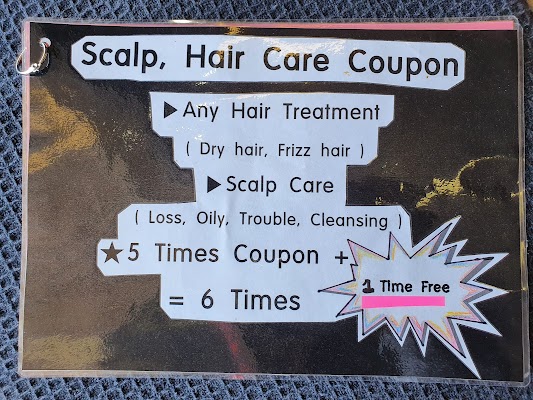 Scalp, Hair Care Coupon
▶Any Hair Treatment
( Dry hair, Frizz hair )
▶Scalp Care
( Loss, Oily, Trouble, Cleansing )
★5 Times Coupon +
1 Time Free
= 6 Times